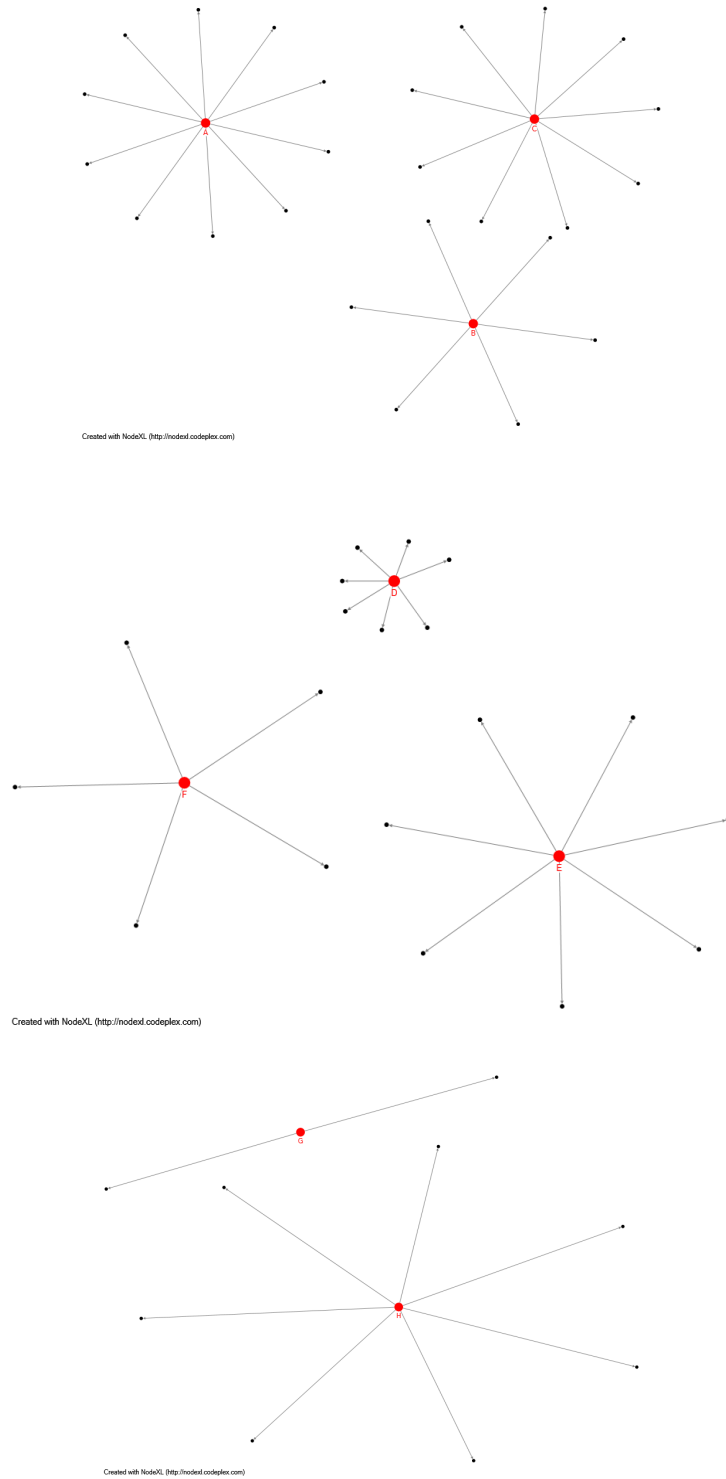 A
C
B
Created with NodeXL (http://nodexl.codeplex.com)
D
F
E
Created with NodeXL (http://nodexl.codeplex.com)
G
H
Created with NodeXL (http://nodexl.codeplex.com)